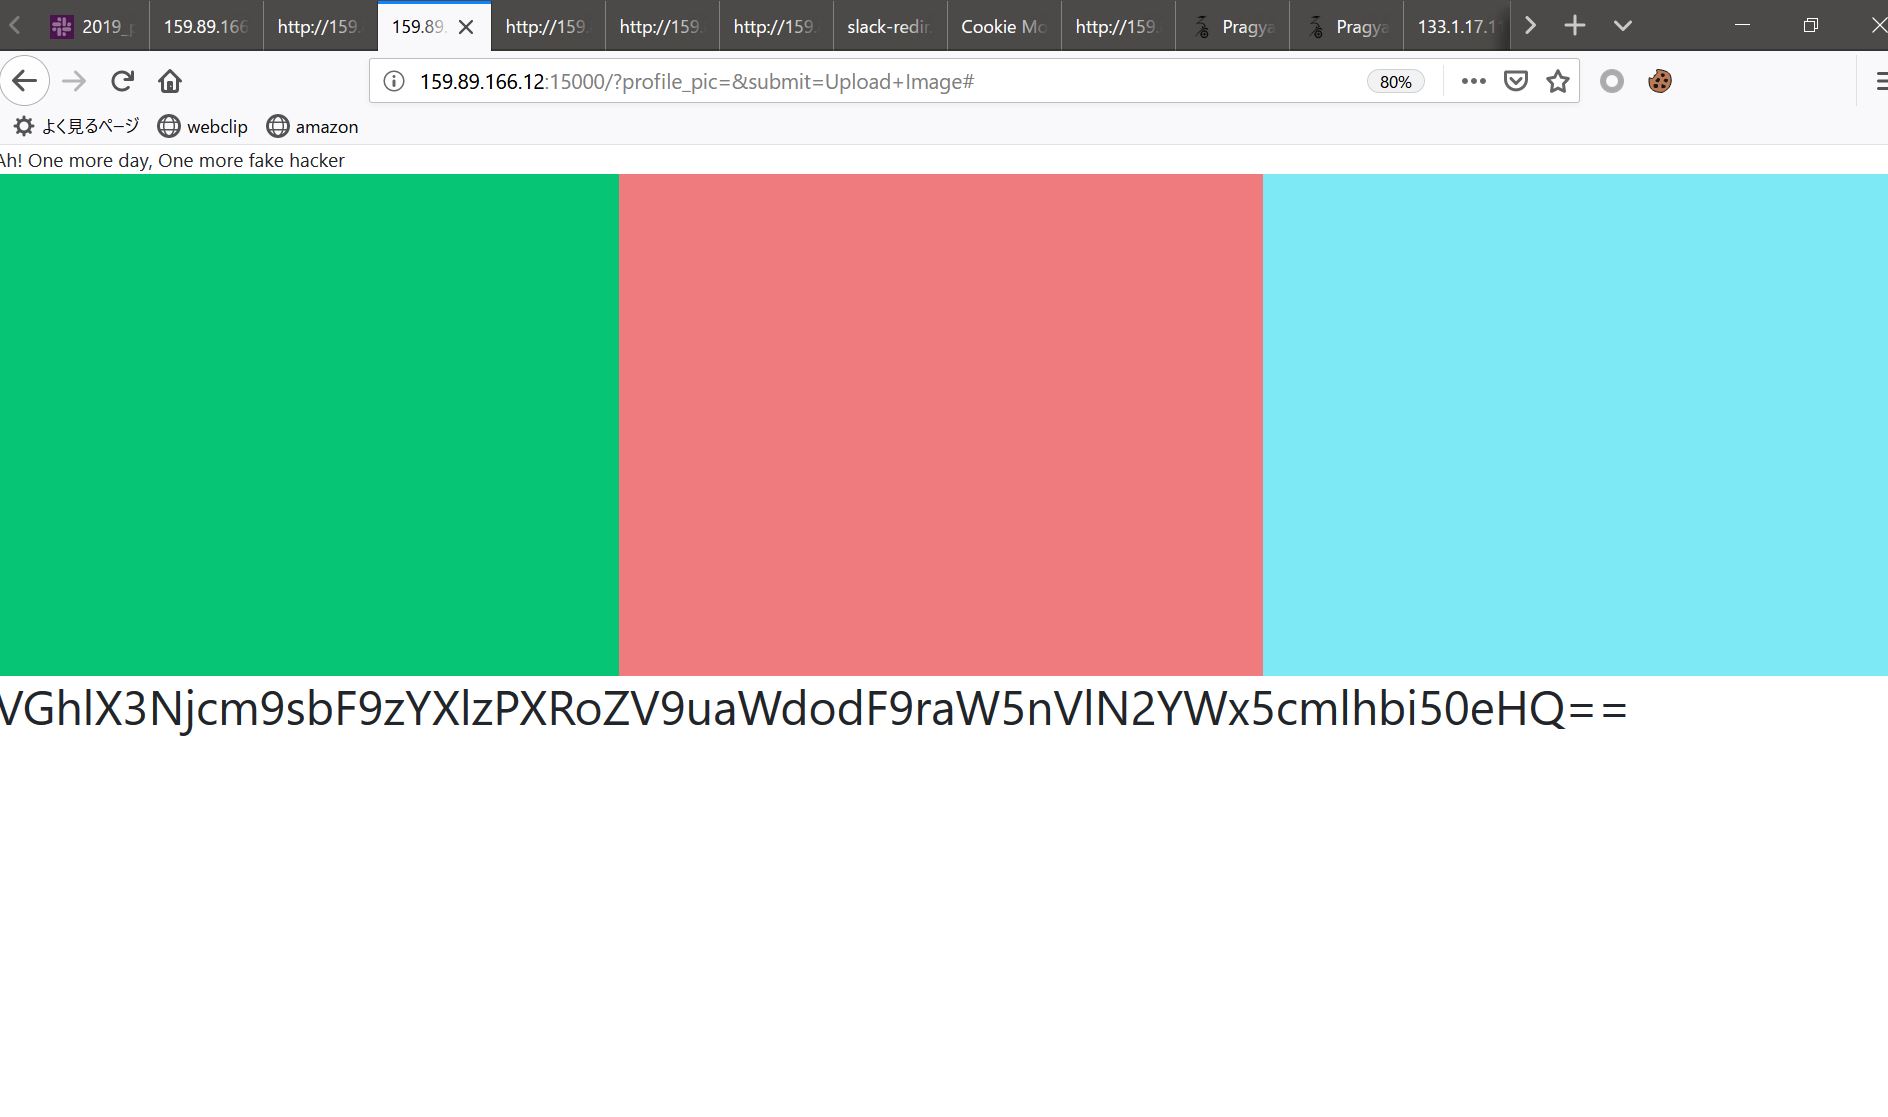 2019_p 159.89.166 http://159. 159.89. http://159. http://159. http://159. slack-redir. Cookie Mo http://159. Pragya Pragya 133.1.17.1
159.89.166.12:15000/?profile_pic=&submit=Upload+Image# 80%
よく見るページ webclip amazon
Ah! One more day, One more fake hacker
VGhlX3Njcm9sbF9zYXlzPXRoZV9uaWdodF9raW5nVlN2YWx5cmlhbi50eHQ==